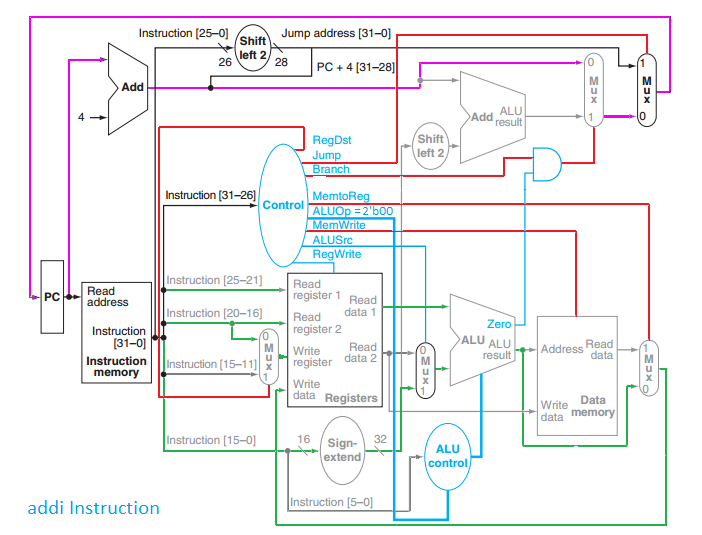 Instruction [25–0]
Shift
left 2
Jump address [31–0]
26
28
PC + 4 [31–28]
Add
4
0
M
u
x
1
1
M
u
x
0
Add
ALU
result
Shift
left 2
RegDst
Jump
Branch
MemtoReg
ALUOp =2'b00
MemWrite
ALUSrc
RegWrite
Instruction [31–26]
Control
PC
Read
address
Instruction
[31–0]
Instruction
memory
Instruction [25–21]
Instruction [20–16]
Instruction [15–11]
0
M
u
x
1
Read
register 1
Read
register 2
Write
register
Write
data
Read
data 1
Read
data 2
Registers
0
M
u
x
1
Zero
ALU
ALU
result
Address
Read
data
Write
data
Data
memory
1
M
u
x
0
Instruction [15–0]
16
Sign-
extend
32
ALU
control
Instruction [5–0]
addi Instruction